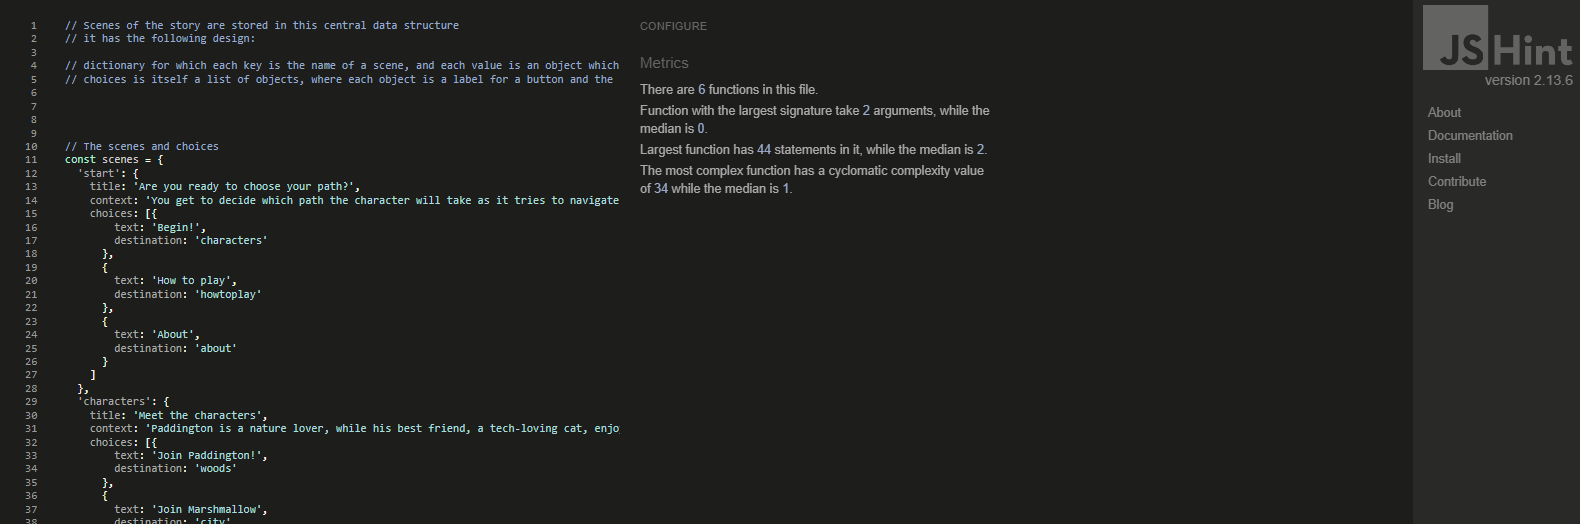 1 // Scenes of the story are stored in this central data structure
2 // it has the following design:
3
4 // dictionary for which each key is the name of a scene, and each value is an object which
5 // choices is itself a list of objects, where each object is a label for a button and the
6
7
8
9
10 // The scenes and choices
11 const scenes = {
12 'start': {
13 title: 'Are you ready to choose your path?',
14 context: 'You get to decide which path the character will take as it tries to navigate
15 choices: [{
16 text: 'Begin!',
17 destination: 'characters'
18 },
19 {
20 text: 'How to play',
21 destination: 'howtoplay'
22 },
23 {
24 text: 'About',
25 destination: 'about'
26 }
27 ]
28 },
29 'characters': {
30 title: 'Meet the characters',
31 context: 'Paddington is a nature lover, while his best friend, a tech-loving cat, enjo
32 choices: [{
33 text: 'Join Paddington!',
34 destination: 'woods'
35 },
36 {
37 text: 'Join Marshmallow',
38 destination: 'city'
CONFIGURE
Metrics
There are 6 functions in this file.
Function with the largest signature take 2 arguments, while the
median is 0.
Largest function has 44 statements in it, while the median is 2.
The most complex function has a cyclomatic complexity value
of 34 while the median is 1.
JSHint
version 2.13.6
About
Documentation
Install
Contribute
Blog